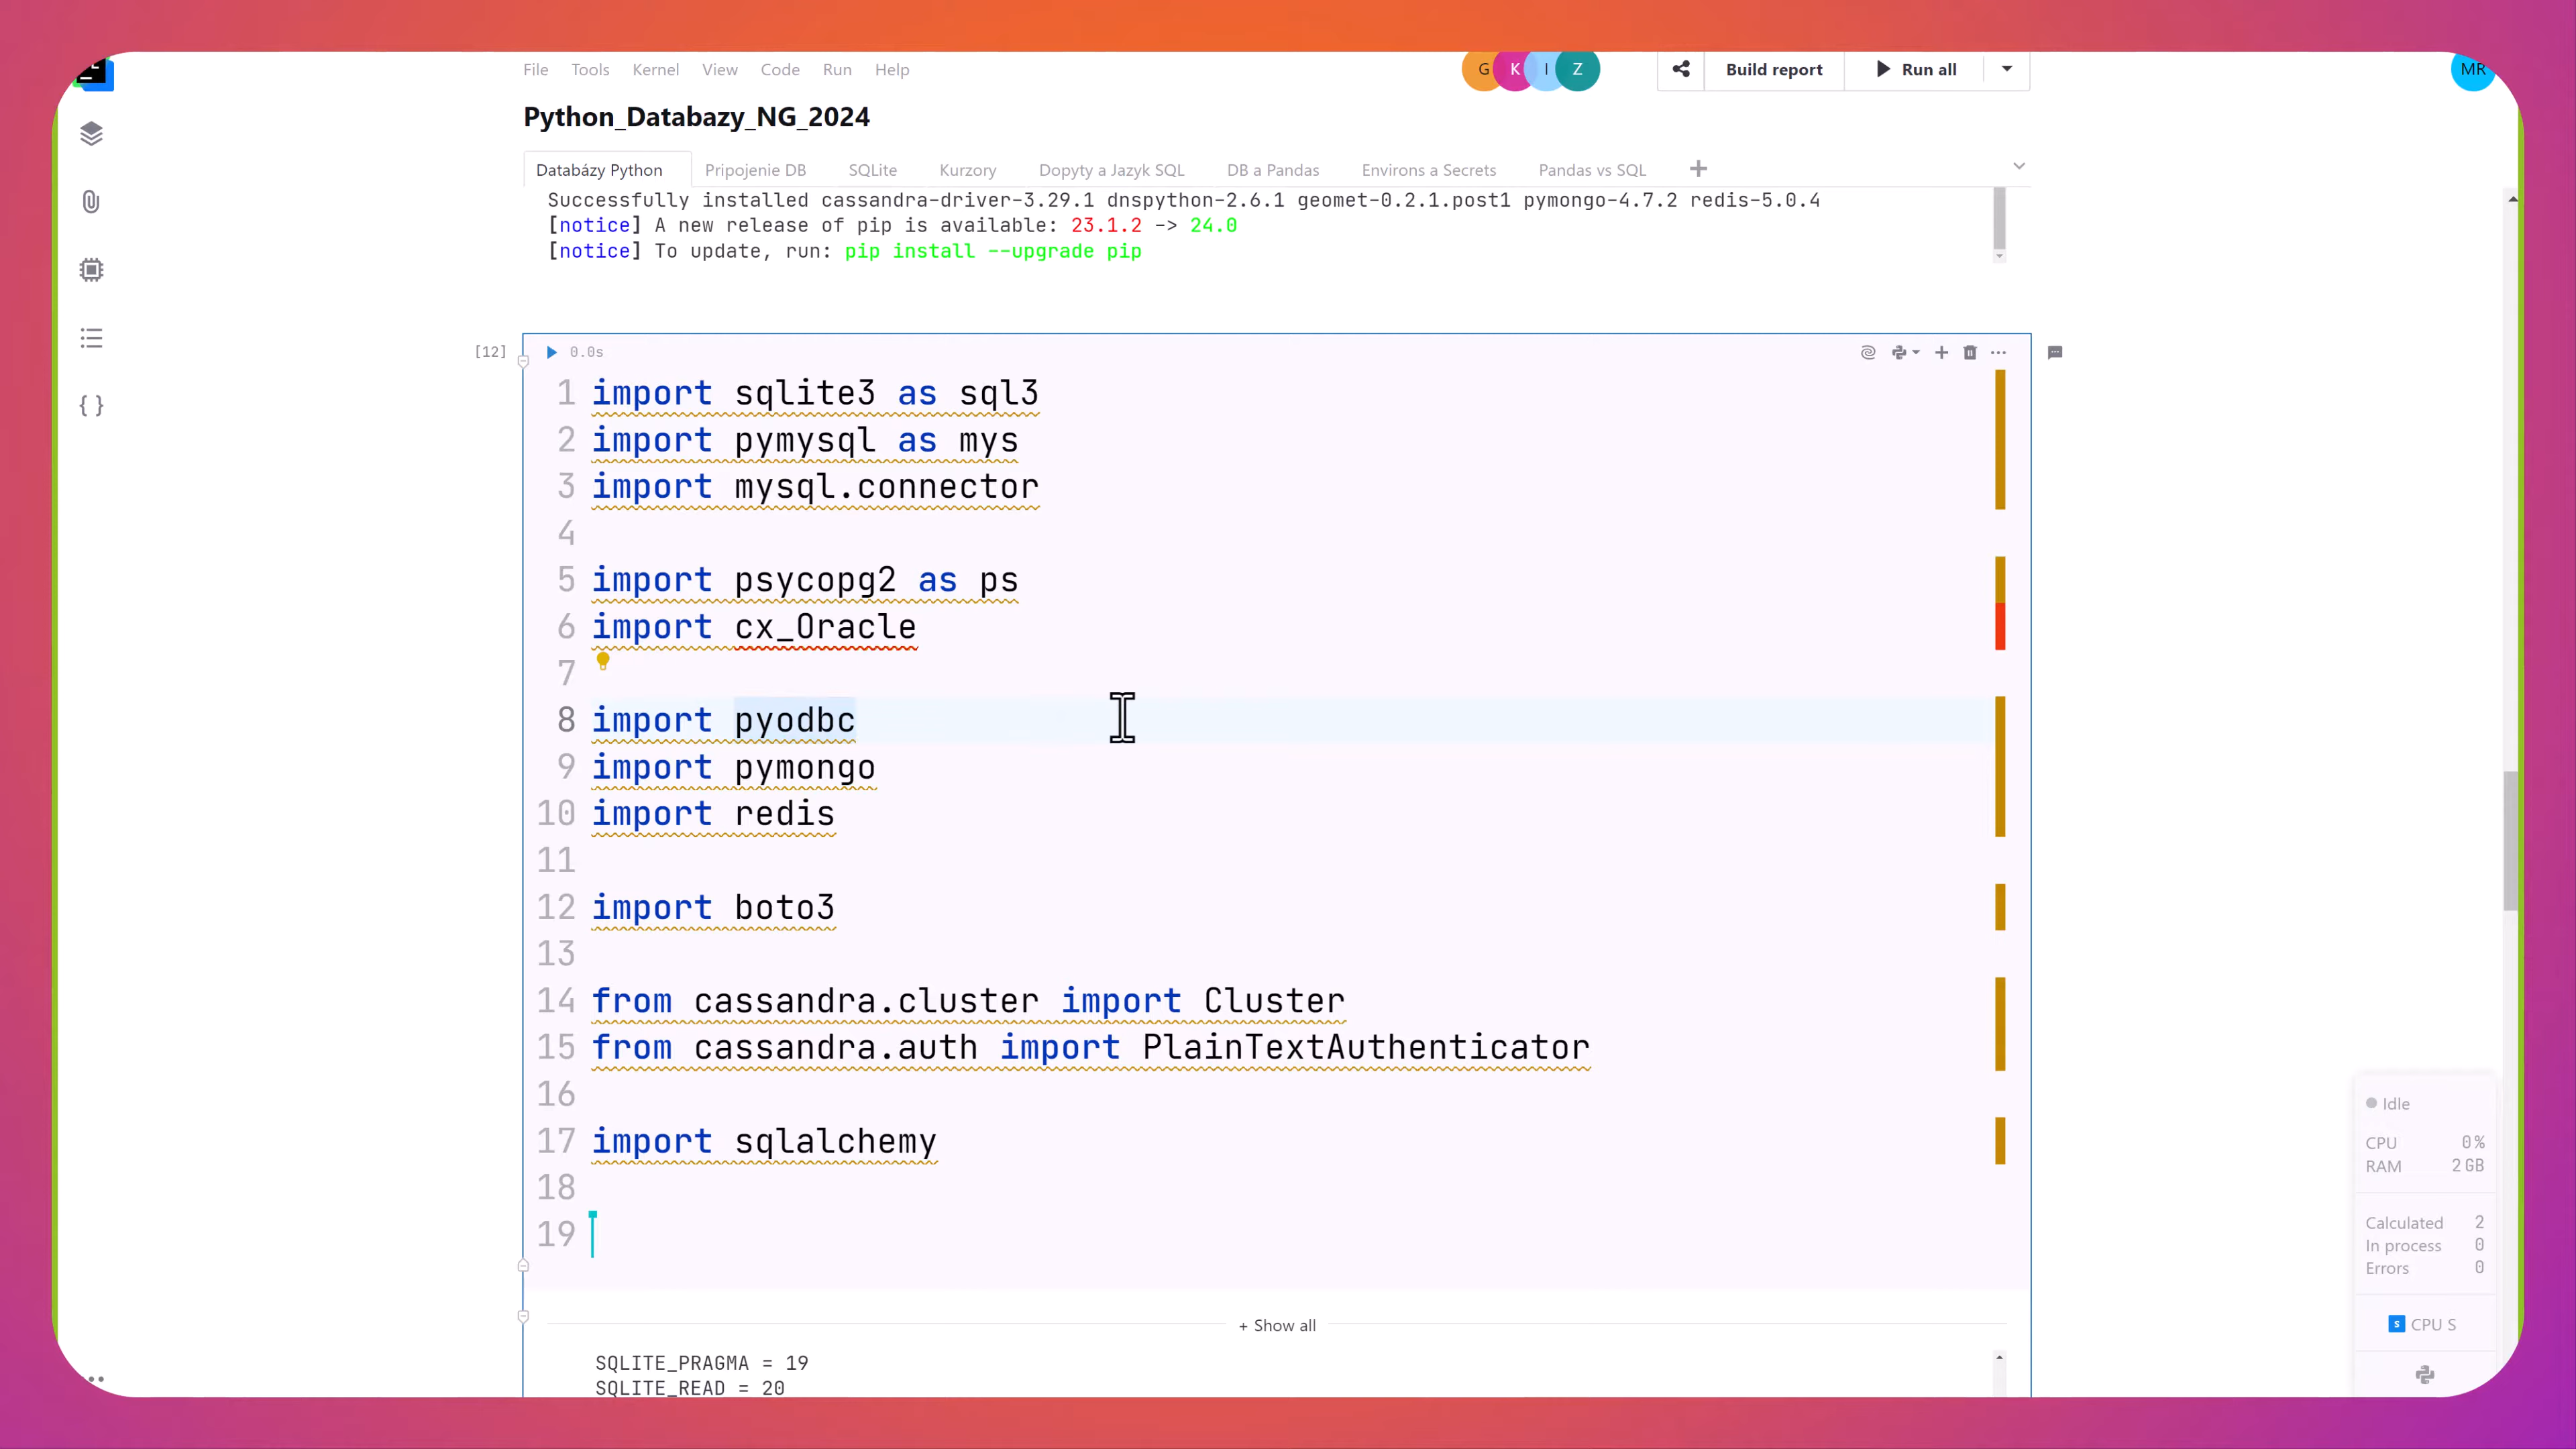 File Tools Kernel View Code Run Help
G K I Z
Build report
Run all
MR
Python_Databazy_NG_2024
Databázy Python Pripojenie DB SQLite Kurzory Dopyty a Jazyk SQL DB a Pandas Environs a Secrets Pandas vs SQL
Successfully installed cassandra-driver-3.29.1 dnspython-2.6.1 geomet-0.2.1.post1 pymongo-4.7.2 redis-5.0.4
[notice] A new release of pip is available: 23.1.2 -> 24.0
[notice] To update, run: pip install --upgrade pip
[12] 0.0s
1 import sqlite3 as sql3
2 import pymysql as mys
3 import mysql.connector
4
5 import psycopg2 as ps
6 import cx_Oracle
7
8 import pyodbc
9 import pymongo
10 import redis
11
12 import boto3
13
14 from cassandra.cluster import Cluster
15 from cassandra.auth import PlainTextAuthenticator
16
17 import sqlalchemy
18
19
+ Show all
SQLITE_PRAGMA = 19
SQLITE_READ = 20
Idle
CPU 0%
RAM 2 GB
Calculated 2
In process 0
Errors 0
S CPU S